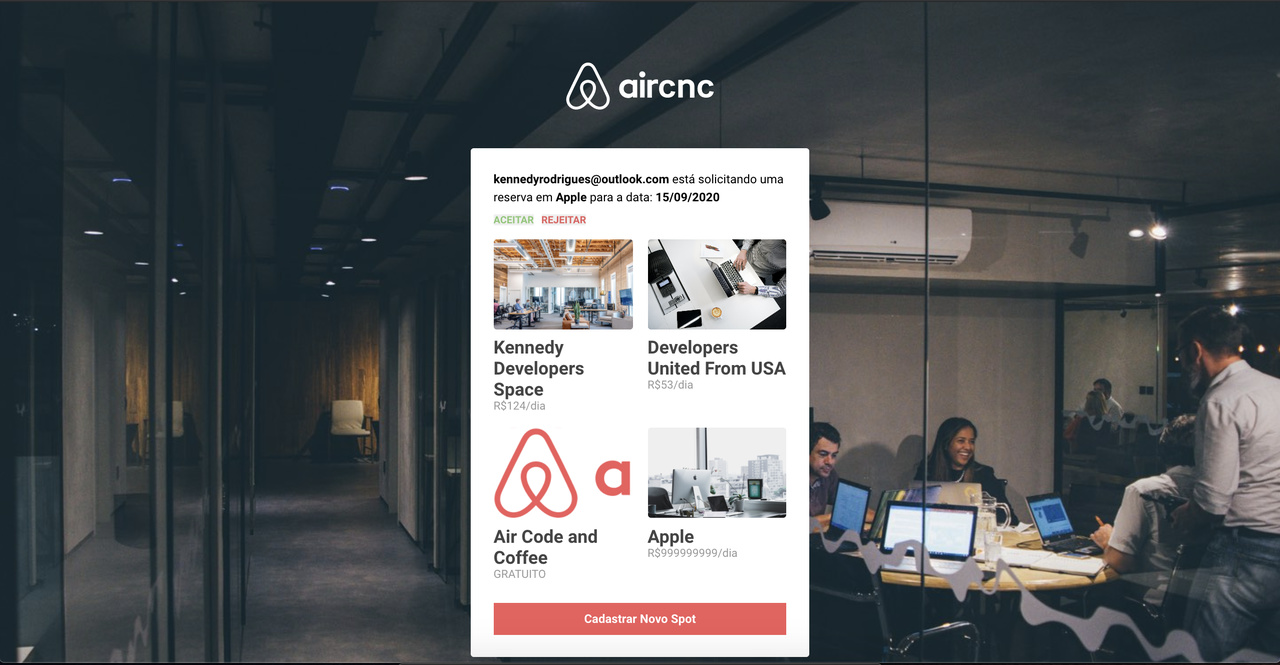 aircnc
kennedyrodrigues@outlook.com está solicitando uma
reserva em Apple para a data: 15/09/2020
ACEITAR REJEITAR
Kennedy
Developers
Space
R$124/dia
Developers
United From USA
R$53/dia
a
Air Code and
Coffee
GRATUITO
Apple
R$999999999/dia
Cadastrar Novo Spot